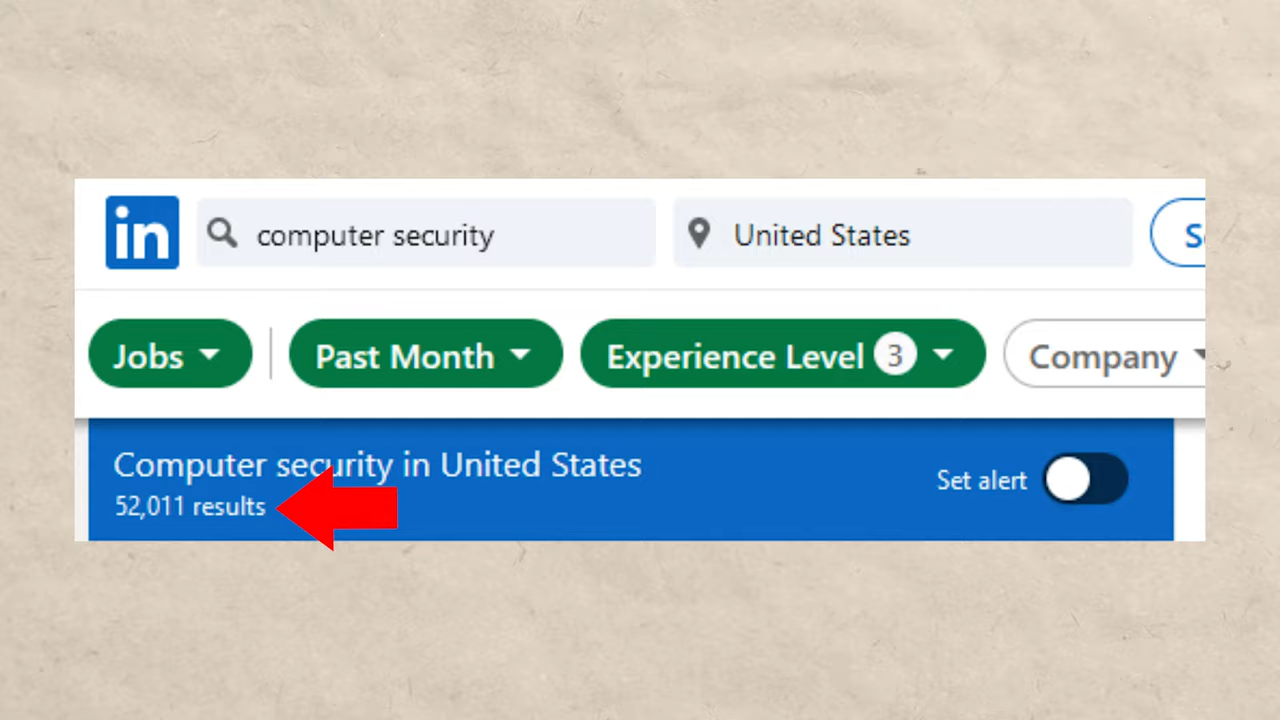 in computer security United States
Jobs Past Month Experience Level 3 Company
Computer security in United States
52,011 results
Set alert